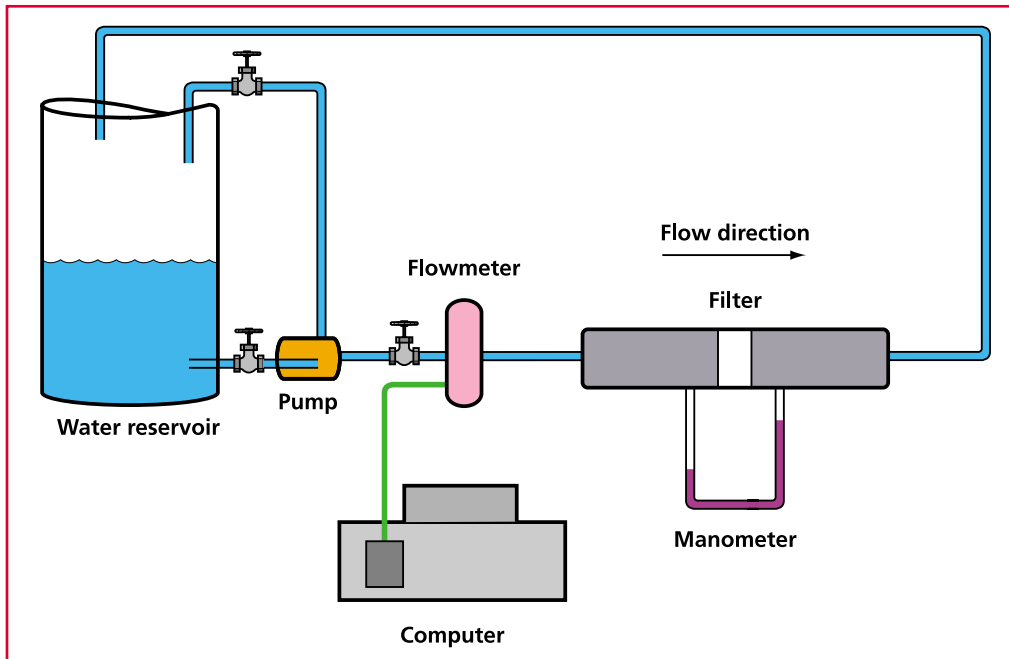 Flow direction
Flowmeter
Filter
Pump
Water reservoir
Manometer
Computer